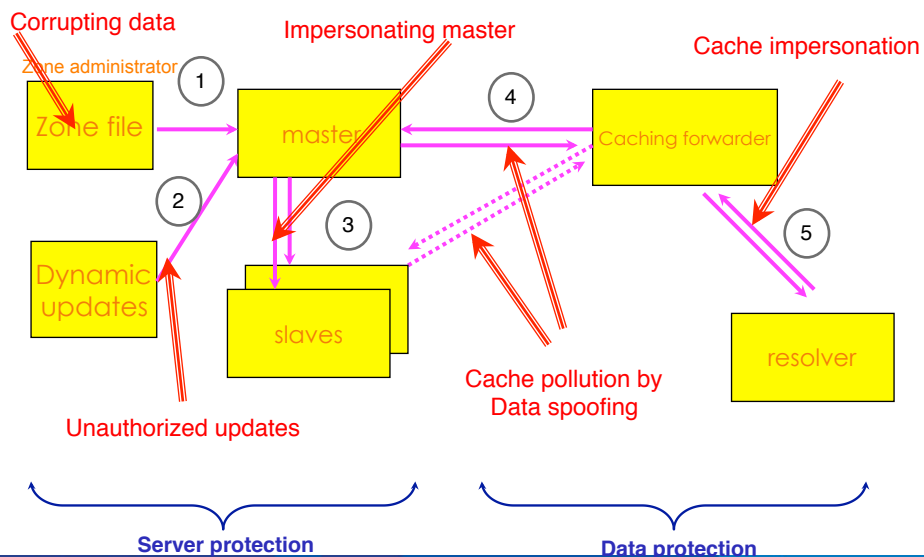 Corrupting data
Impersonating master
Cache impersonation
Zone administrator
1
4
Zone file
master
Caching forwarder
2
3
5
Dynamic
updates
slaves
resolver
Cache pollution by
Data spoofing
Unauthorized updates
Server protection
Data protection